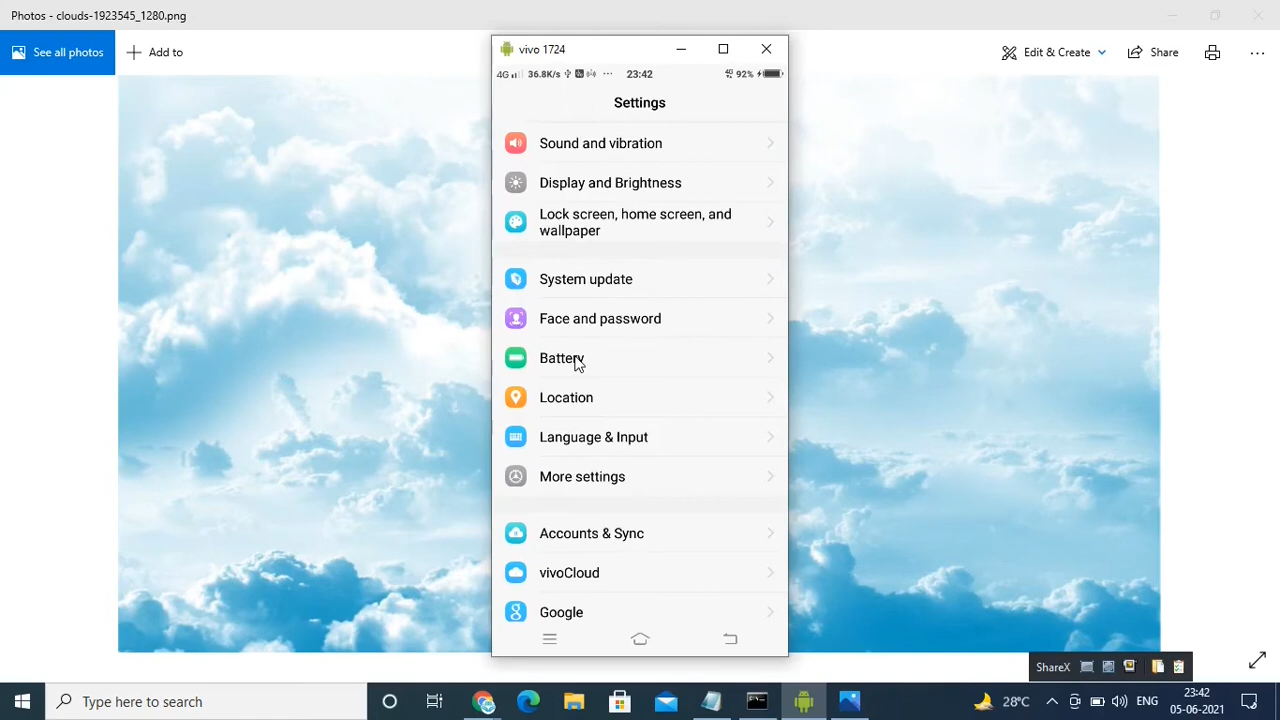 Photos - clouds-1923545_1280.png
See all photos
Add to
Edit & Create
Share
vivo 1724
4G 36.8K/s 23:42 92%
Settings
Sound and vibration
Display and Brightness
Lock screen, home screen, and
wallpaper
System update
Face and password
Battery
Location
Language & Input
More settings
Accounts & Sync
vivoCloud
Google
ShareX
Type here to search
28°C
ENG
23:42
05-06-2021